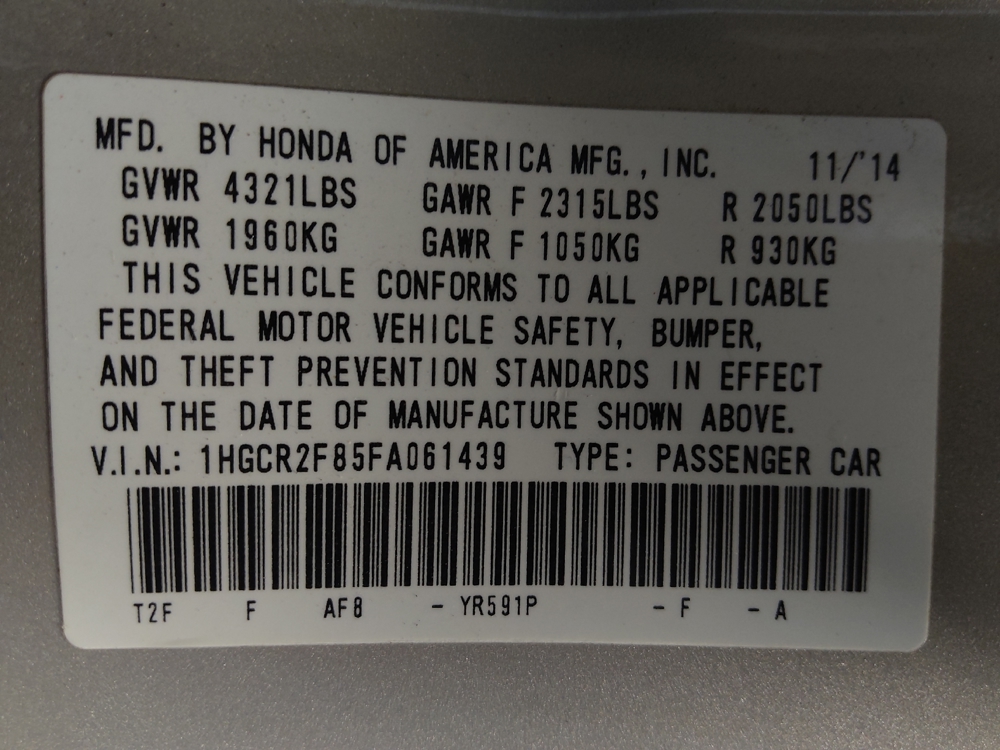 MFD. BY HONDA OF AMERICA MFG., INC. 11/'14
GVWR 4321LBS GAWR F 2315LBS R 2050LBS
GVWR 1960KG GAWR F 1050KG R 930KG
THIS VEHICLE CONFORMS TO ALL APPLICABLE
FEDERAL MOTOR VEHICLE SAFETY, BUMPER,
AND THEFT PREVENTION STANDARDS IN EFFECT
ON THE DATE OF MANUFACTURE SHOWN ABOVE.
V.I.N.: 1HGCR2F85FA061439 TYPE: PASSENGER CAR
T2F F AF8 - YR591P - F - A